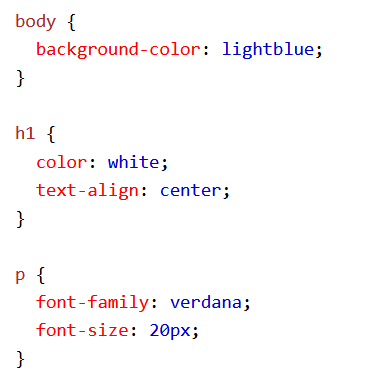 body {
  background-color: lightblue;
}

h1 {
  color: white;
  text-align: center;
}

p {
  font-family: verdana;
  font-size: 20px;
}